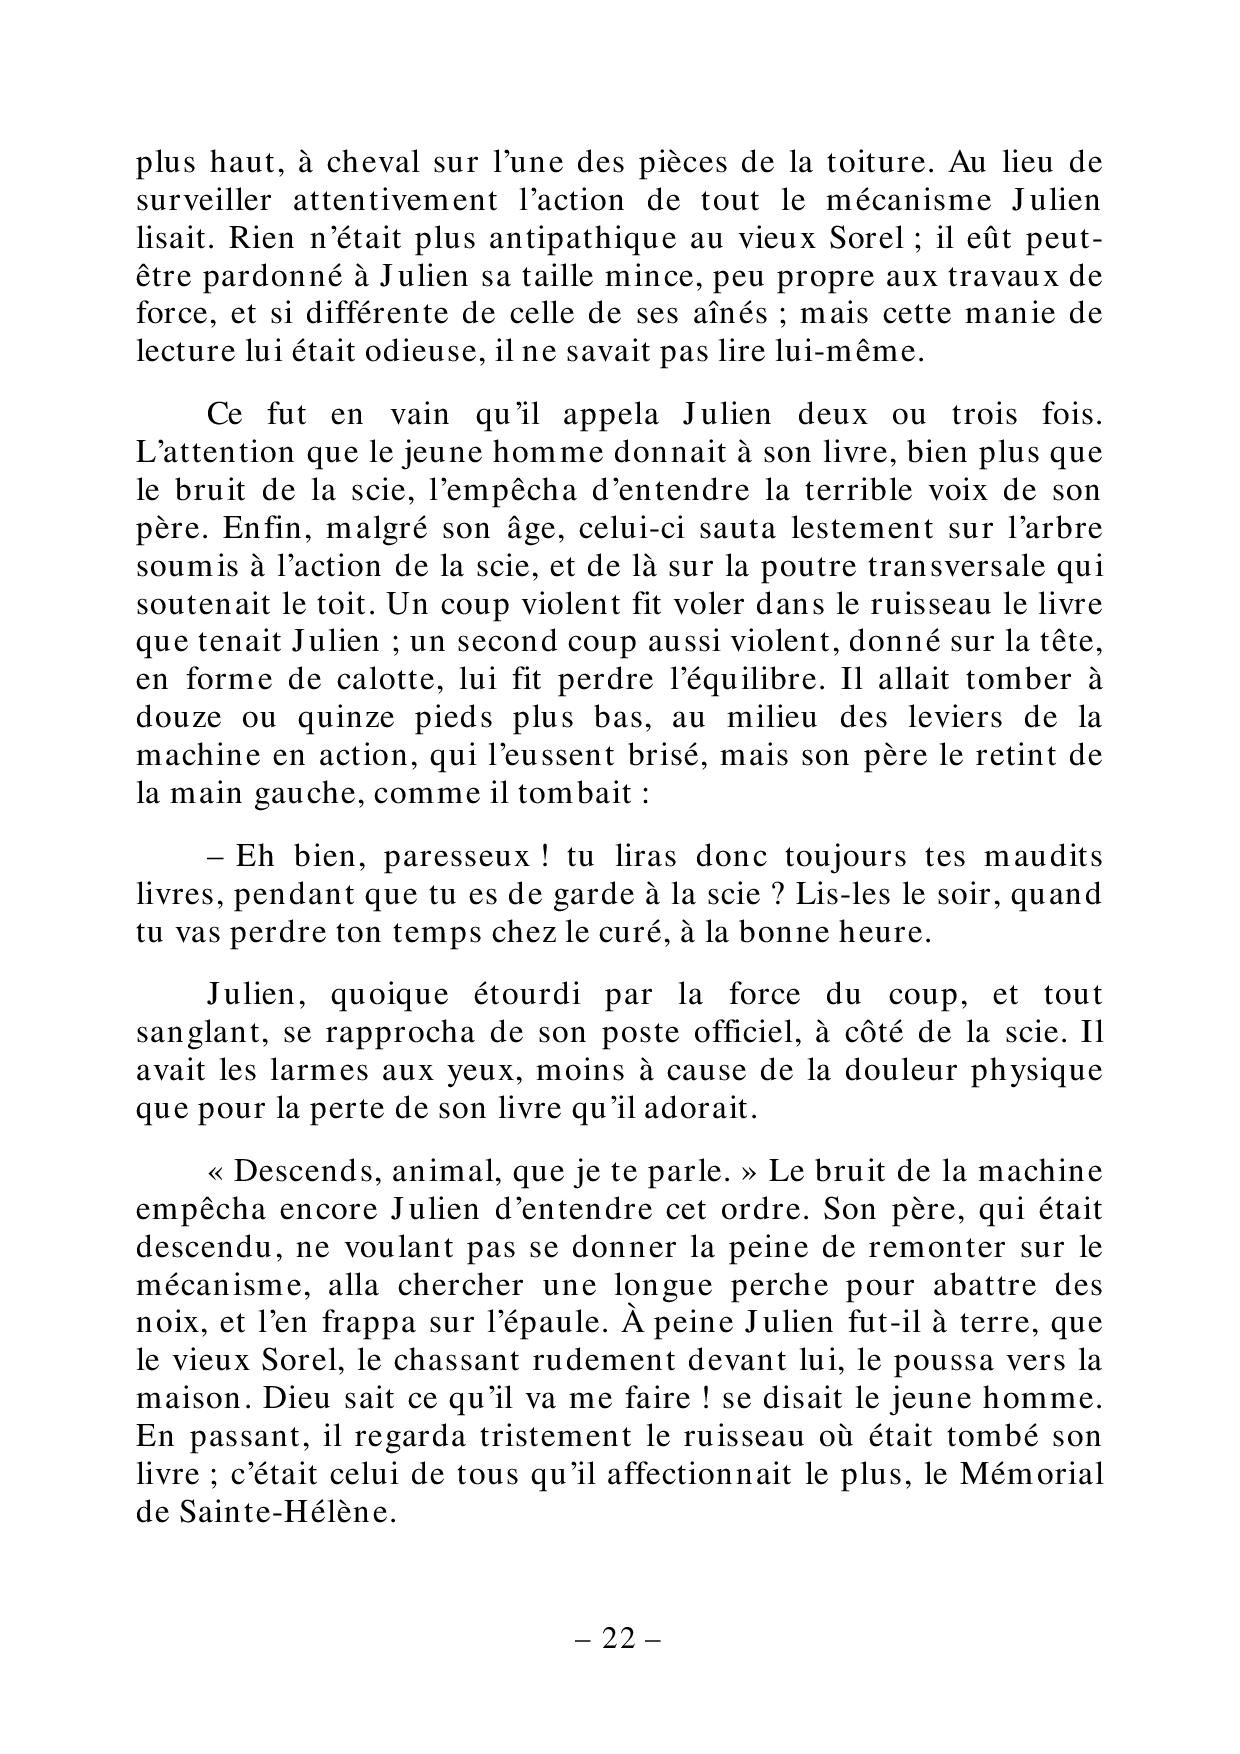 plus haut, à cheval sur l’une des pièces de la toiture. Au lieu de
surveiller attentivement l’action de tout le mécanisme Julien
lisait. Rien n’était plus antipathique au vieux Sorel ; il eût peut-
être pardonné à Julien sa taille mince, peu propre aux travaux de
force, et si différente de celle de ses aînés ; mais cette manie de
lecture lui était odieuse, il ne savait pas lire lui-même.
Ce fut en vain qu’il appela Julien deux ou trois fois.
L’attention que le jeune homme donnait à son livre, bien plus que
le bruit de la scie, l’empêcha d’entendre la terrible voix de son
père. Enfin, malgré son âge, celui-ci sauta lestement sur l’arbre
soumis à l’action de la scie, et de là sur la poutre transversale qui
soutenait le toit. Un coup violent fit voler dans le ruisseau le livre
que tenait Julien ; un second coup aussi violent, donné sur la tête,
en forme de calotte, lui fit perdre l’équilibre. Il allait tomber à
douze ou quinze pieds plus bas, au milieu des leviers de la
machine en action, qui l’eussent brisé, mais son père le retint de
la main gauche, comme il tombait :
– Eh bien, paresseux ! tu liras donc toujours tes maudits
livres, pendant que tu es de garde à la scie ? Lis-les le soir, quand
tu vas perdre ton temps chez le curé, à la bonne heure.
Julien, quoique étourdi par la force du coup, et tout
sanglant, se rapprocha de son poste officiel, à côté de la scie. Il
avait les larmes aux yeux, moins à cause de la douleur physique
que pour la perte de son livre qu’il adorait.
« Descends, animal, que je te parle. » Le bruit de la machine
empêcha encore Julien d’entendre cet ordre. Son père, qui était
descendu, ne voulant pas se donner la peine de remonter sur le
mécanisme, alla chercher une longue perche pour abattre des
noix, et l’en frappa sur l’épaule. À peine Julien fut-il à terre, que
le vieux Sorel, le chassant rudement devant lui, le poussa vers la
maison. Dieu sait ce qu’il va me faire ! se disait le jeune homme.
En passant, il regarda tristement le ruisseau où était tombé son
livre ; c’était celui de tous qu’il affectionnait le plus, le Mémorial
de Sainte-Hélène.
– 22 –